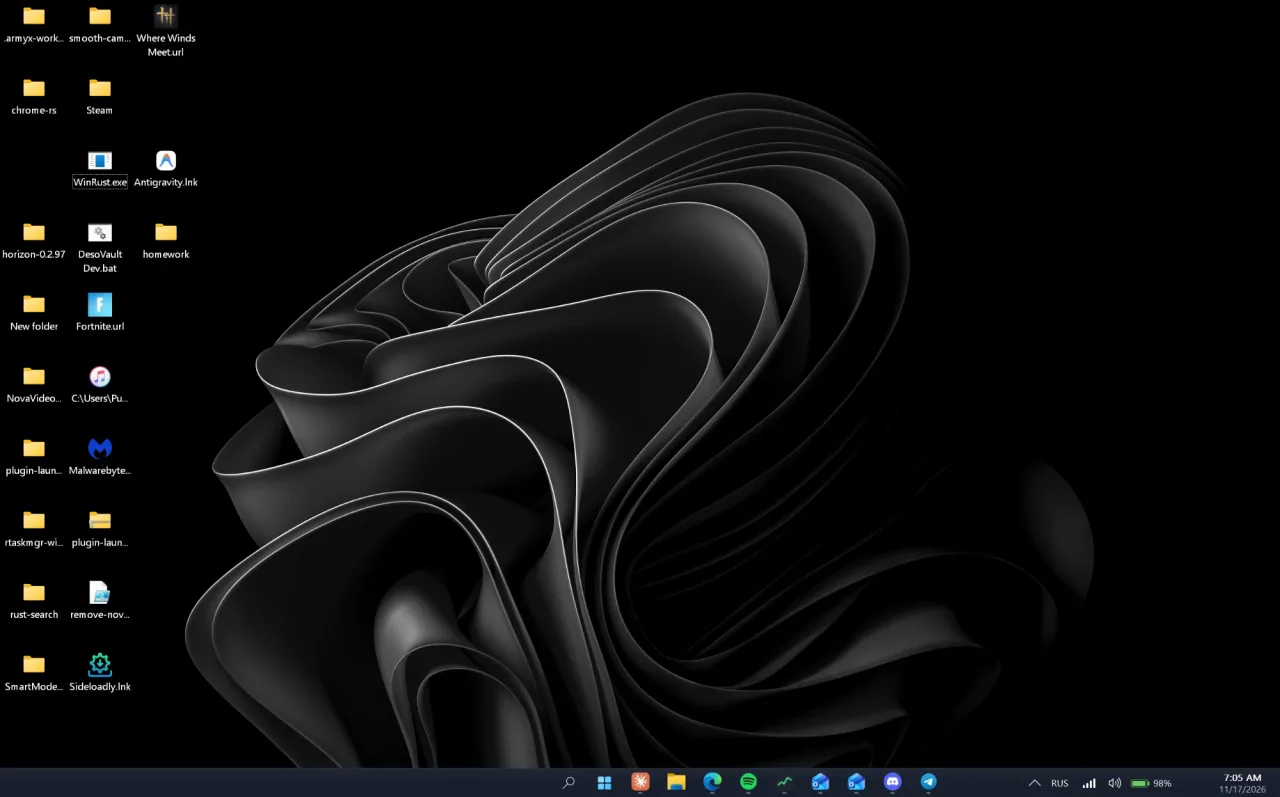 .armyx-work...
smooth-cam...
Where Winds
Meet.url
chrome-rs
Steam
WinRust.exe
Antigravity.lnk
horizon-0.2.97
DesoVault
Dev.bat
homework
New folder
Fortnite.url
NovaVideo...
C:\Users\Pu...
plugin-laun...
Malwarebyte...
rtaskmgr-wi...
plugin-laun...
rust-search
remove-nov...
SmartMode...
Sideloadly.lnk
RUS
98%
7:05 AM
11/17/2026